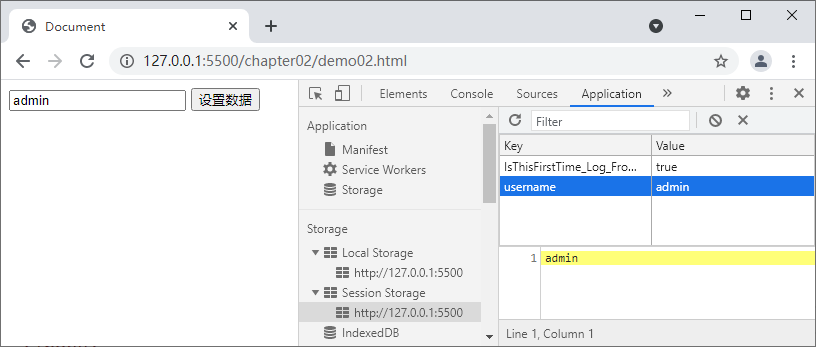 Document
127.0.0.1:5500/chapter02/demo02.html
admin 设置数据
Elements Console Sources Application
Application
Manifest
Service Workers
Storage
Storage
Local Storage
http://127.0.0.1:5500
Session Storage
http://127.0.0.1:5500
IndexedDB
Filter
Key Value
IsThisFirstTime_Log_Fro... true
username admin
1 admin
Line 1, Column 1